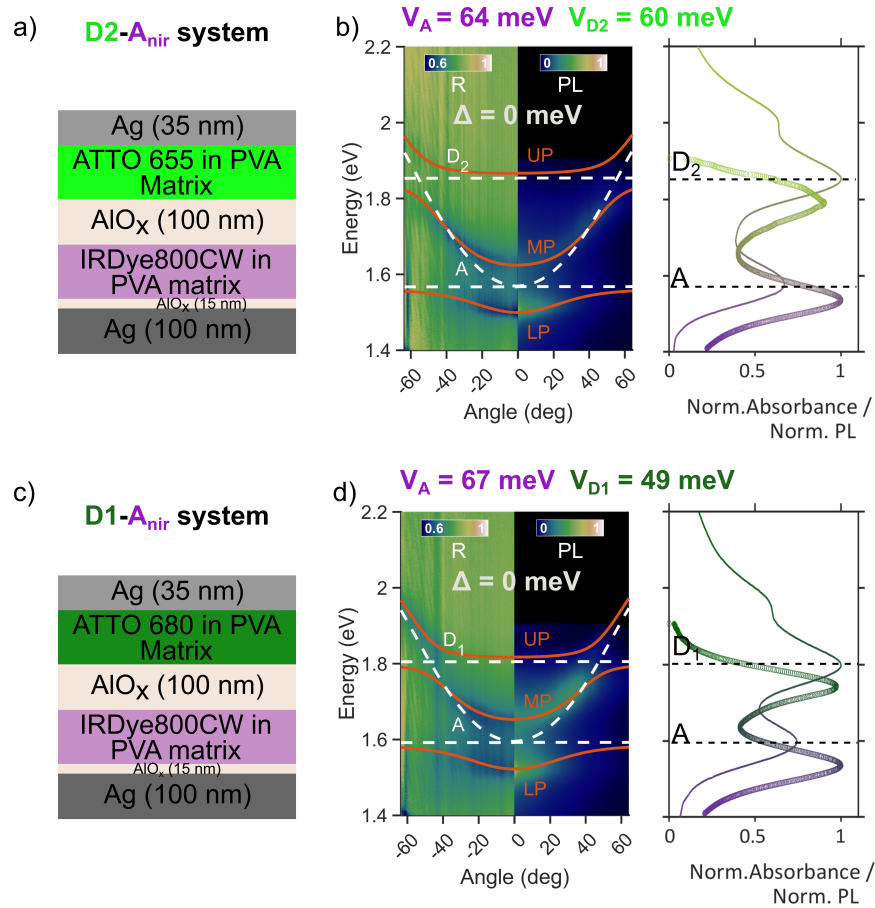 a)
D2-Anir system
Ag (35 nm)
ATTO 655 in PVA
Matrix
AlOx (100 nm)
IRDye800CW in
PVA matrix
AlOx (15 nm)
Ag (100 nm)
b)
VA = 64 meV VD2 = 60 meV
2.2
2
1.8
1.6
1.4
Energy (eV)
0.6 1
R
0 1
PL
Δ = 0 meV
D2
UP
MP
A
LP
-60 -40 -20 0 20 40 60
Angle (deg)
D2
A
0 0.5 1
Norm.Absorbance /
Norm. PL
c)
D1-Anir system
Ag (35 nm)
ATTO 680 in PVA
Matrix
AlOx (100 nm)
IRDye800CW in
PVA matrix
AlOx (15 nm)
Ag (100 nm)
d)
VA = 67 meV VD1 = 49 meV
2.2
2
1.8
1.6
1.4
Energy (eV)
0.6 1
R
0 1
PL
Δ = 0 meV
D1
UP
MP
A
LP
-60 -40 -20 0 20 40 60
Angle (deg)
D1
A
0 0.5 1
Norm.Absorbance /
Norm. PL